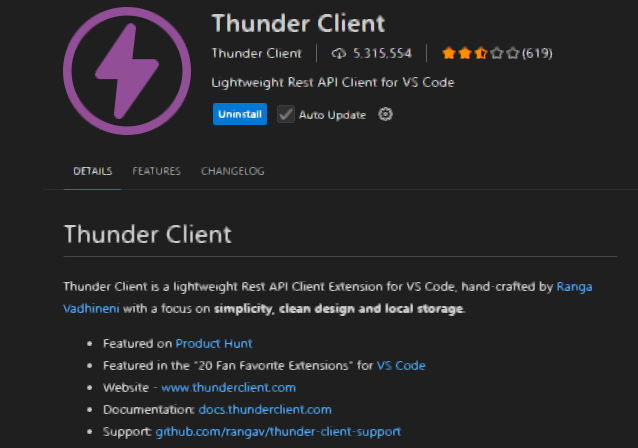 Thunder Client
Thunder Client 5,315,554 (619)
Lightweight Rest API Client for VS Code
Uninstall Auto Update
DETAILS FEATURES CHANGELOG
Thunder Client
Thunder Client is a lightweight Rest API Client Extension for VS Code, hand-crafted by Ranga
Vadhineni with a focus on simplicity, clean design and local storage.
• Featured on Product Hunt
• Featured in the "20 Fan Favorite Extensions" for VS Code
• Website - www.thunderclient.com
• Documentation: docs.thunderclient.com
• Support: github.com/rangav/thunder-client-support